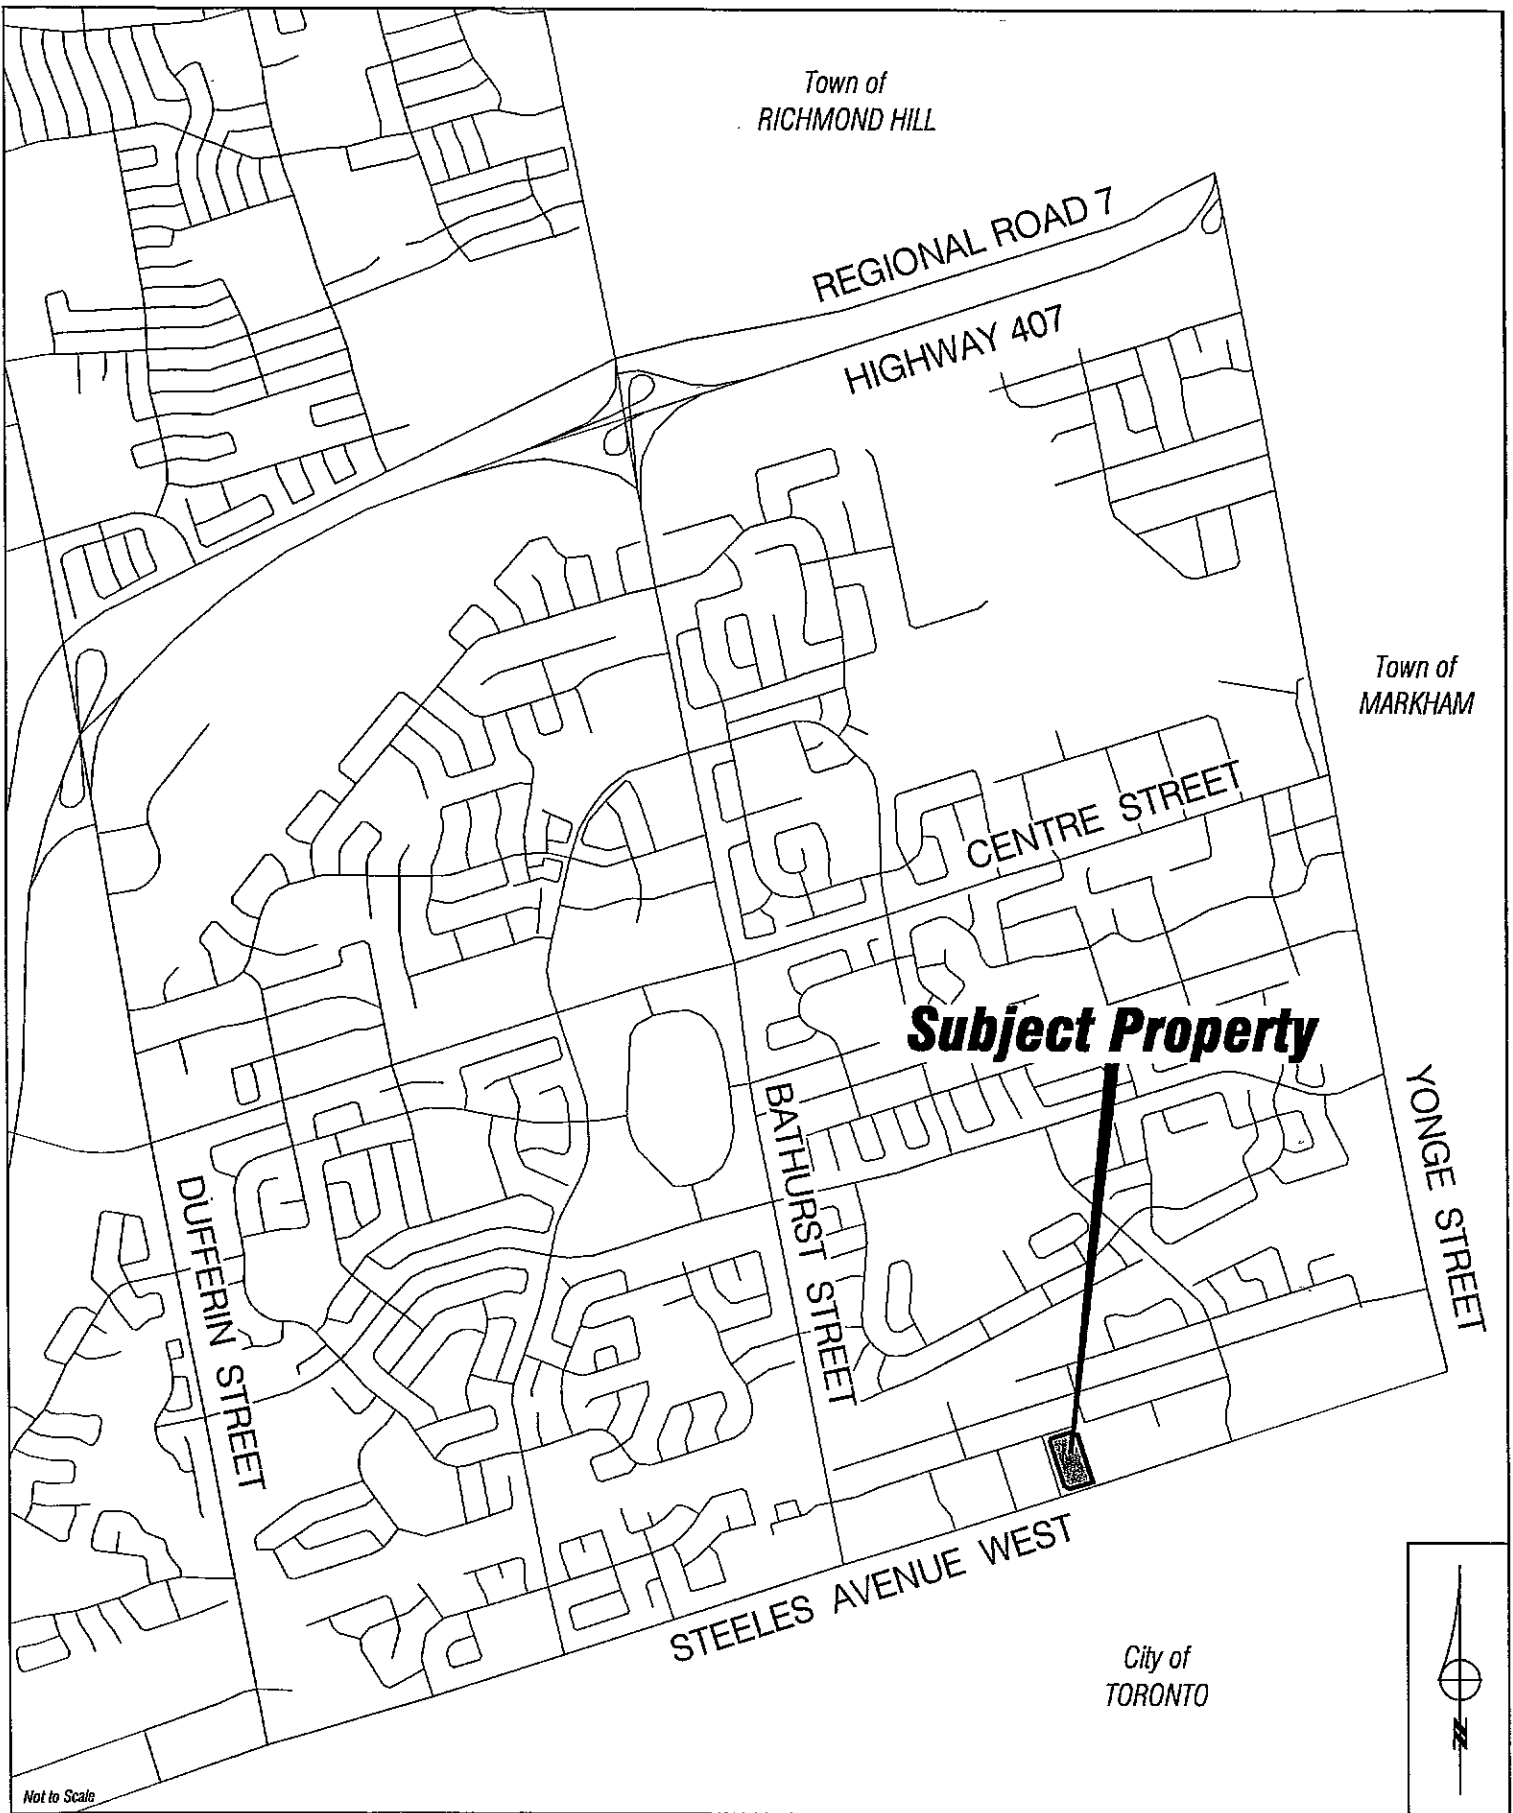 Town of
RICHMOND HILL
REGIONAL ROAD 7
HIGHWAY 407
Town of
MARKHAM
CENTRE STREET
Subject Property
BATHURST STREET
YONGE STREET
DUFFERIN STREET
STEELES AVENUE WEST
City of
TORONTO
N
Not to Scale